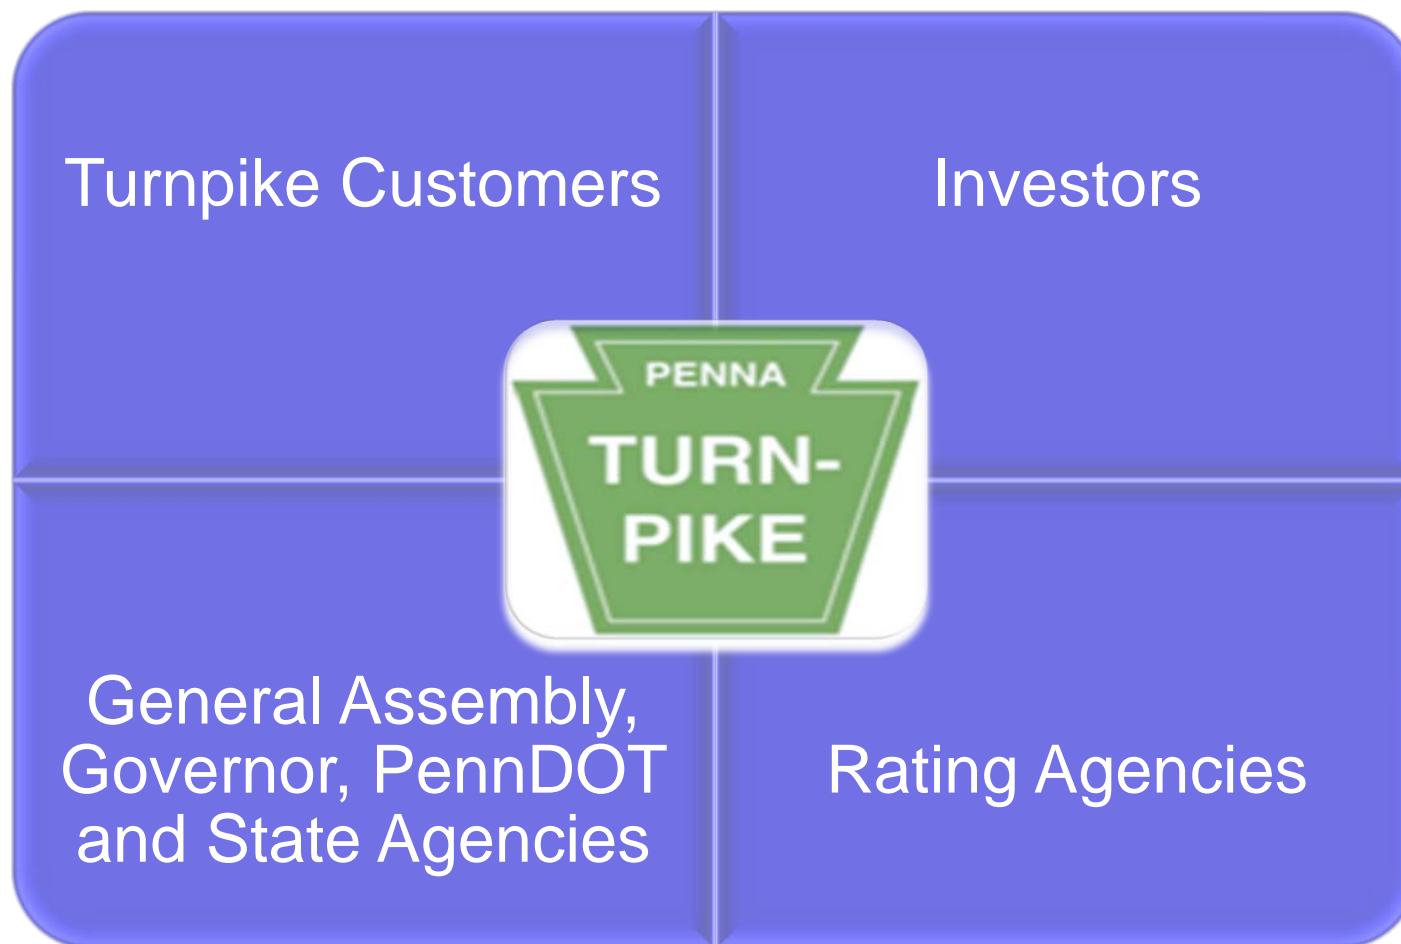 Turnpike Customers
Investors
PENNA
TURN-
PIKE
General Assembly,
Governor, PennDOT
and State Agencies
Rating Agencies